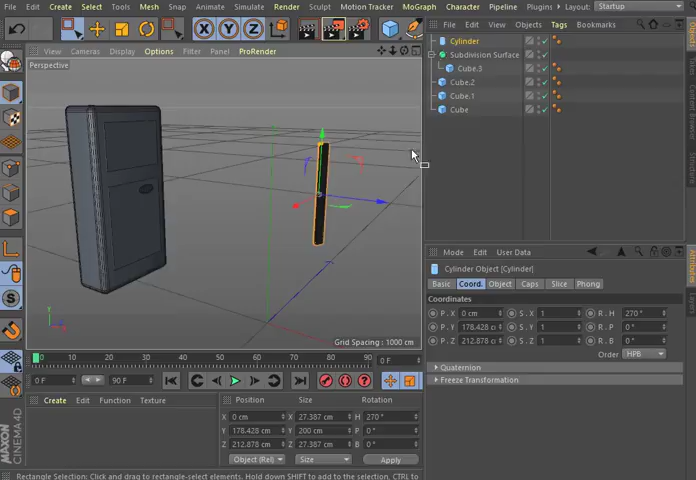 Edit Create Select Tools Mesh Snap Animate Simulate Render Sculpt Motion Tracker MoGraph Character Pipeline Plugins Layout: Startup
X Y Z
View Cameras Display Options Filter Panel ProRender
Perspective
Grid Spacing : 1000 cm
File Edit View Objects Tags Bookmarks
Cylinder
Subdivision Surface
Cube.3
Cube.2
Cube.1
Cube
Objects
Content Browser
Structure
Mode Edit User Data
Cylinder Object [Cylinder]
Basic Coord. Object Caps Slice Phong
Coordinates
P . X 0 cm S . X 1 R . H 270 °
P . Y 178.428 c S . Y 1 R . P 0 °
P . Z 212.878 c S . Z 1 R . B 0 °
Order HPB
Quaternion
Freeze Transformation
Attributes
Layers
0 10 20 30 40 50 60 70 80 90 0 F
0 F 90 F
Create Edit Function Texture
Position Size Rotation
X 0 cm X 27.387 cm H 270 °
Y 178.428 cm Y 200 cm P 0 °
Z 212.878 cm Z 27.387 cm B 0 °
Object (Rel) Size Apply
MAXON CINEMA4D
Rectangle Selection: Click and drag to rectangle-select elements. Hold down SHIFT to add to the selection, CTRL to